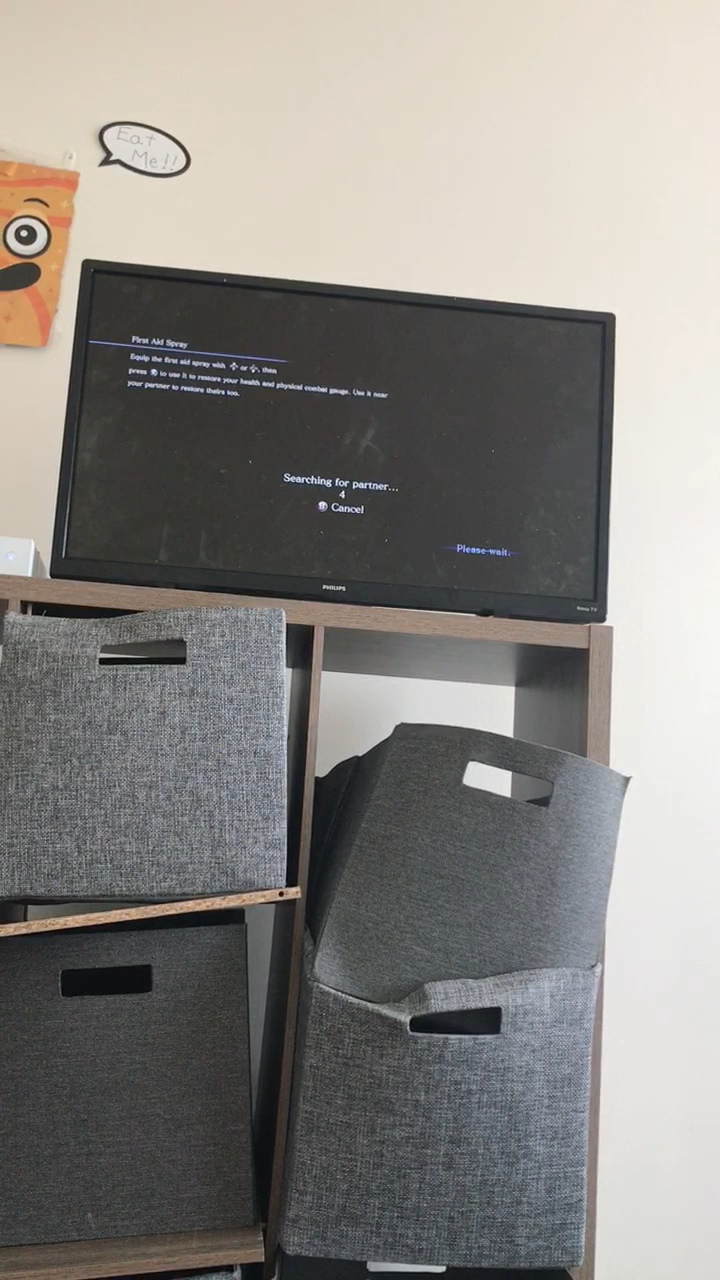 Eat
Me!!
First Aid Spray
Equip the first aid spray with or , then
press to use it to restore your health and physical combat gauge. Use it near
your partner to restore theirs too.
Searching for partner...
4
Cancel
Please wait.
PHILIPS
Roku TV